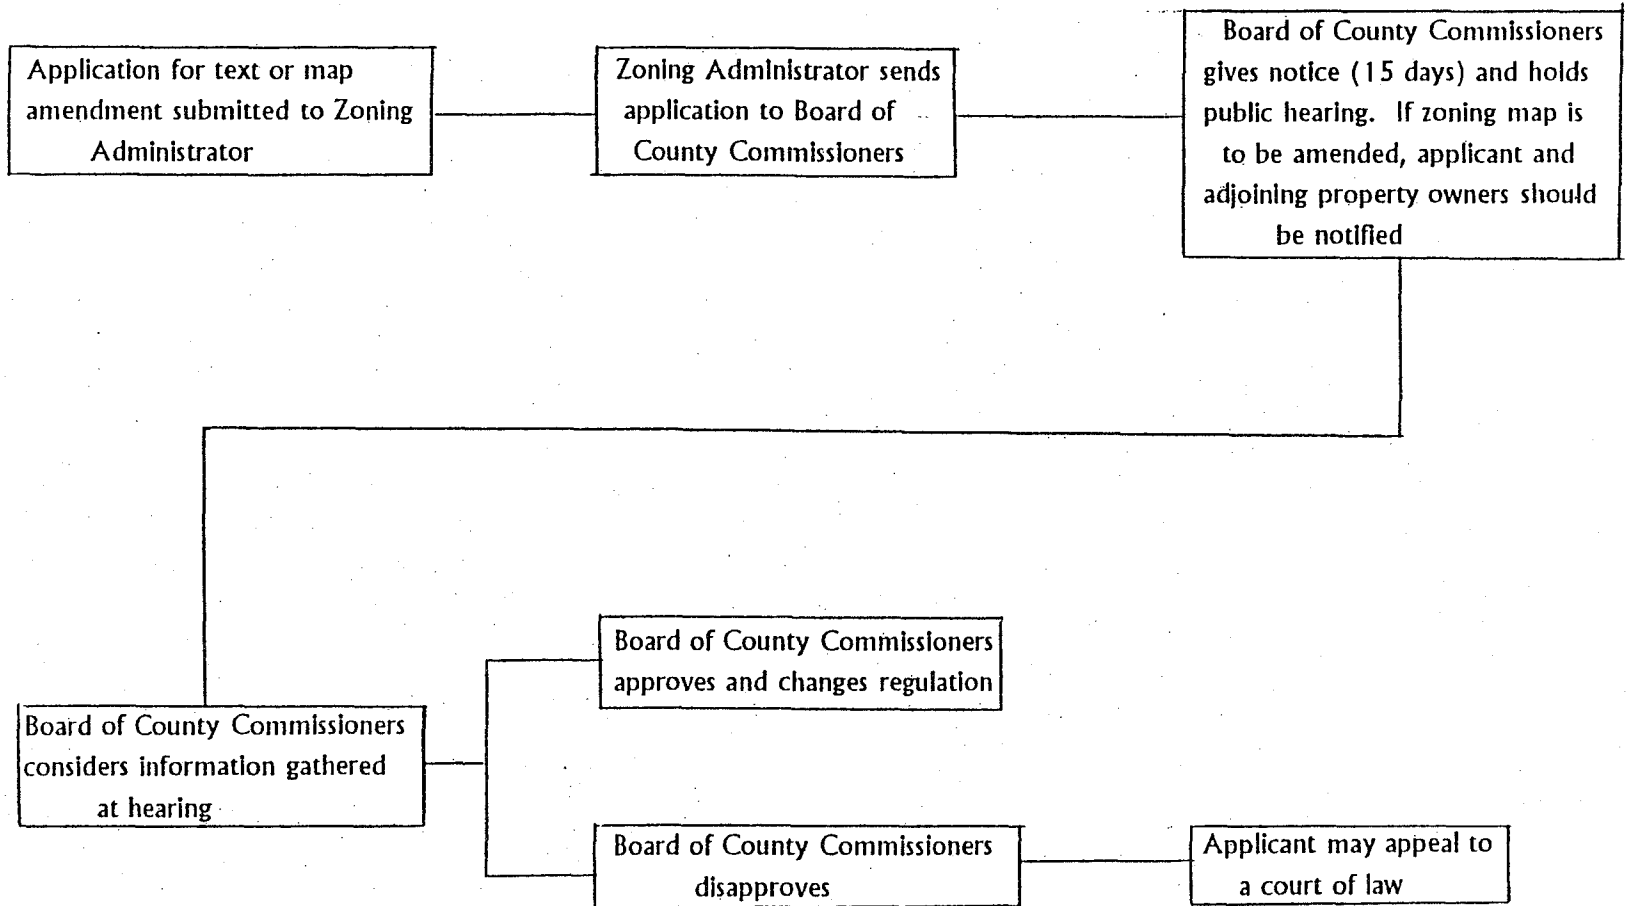 Application for text or map
amendment submitted to Zoning
Administrator
Zoning Administrator sends
application to Board of
County Commissioners
Board of County Commissioners
gives notice (15 days) and holds
public hearing. If zoning map is
to be amended, applicant and
adjoining property owners should
be notified
Board of County Commissioners
considers information gathered
at hearing
Board of County Commissioners
approves and changes regulation
Board of County Commissioners
disapproves
Applicant may appeal to
a court of law